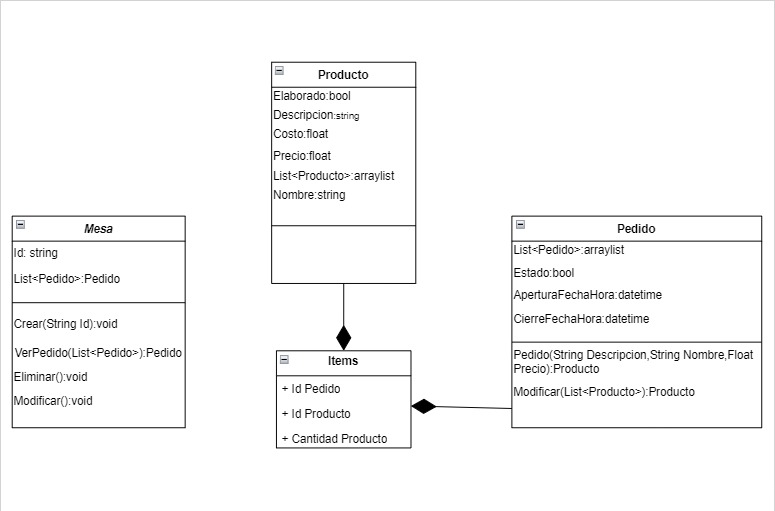 Producto
Elaborado:bool
Descripcion:string
Costo:float
Precio:float
List<Producto>:arraylist
Nombre:string
Mesa
Id: string
List<Pedido>:Pedido
Crear(String Id):void
VerPedido(List<Pedido>):Pedido
Eliminar():void
Modificar():void
Pedido
List<Pedido>:arraylist
Estado:bool
AperturaFechaHora:datetime
CierreFechaHora:datetime
Pedido(String Descripcion,String Nombre,Float
Precio):Producto
Modificar(List<Producto>):Producto
Items
+ Id Pedido
+ Id Producto
+ Cantidad Producto